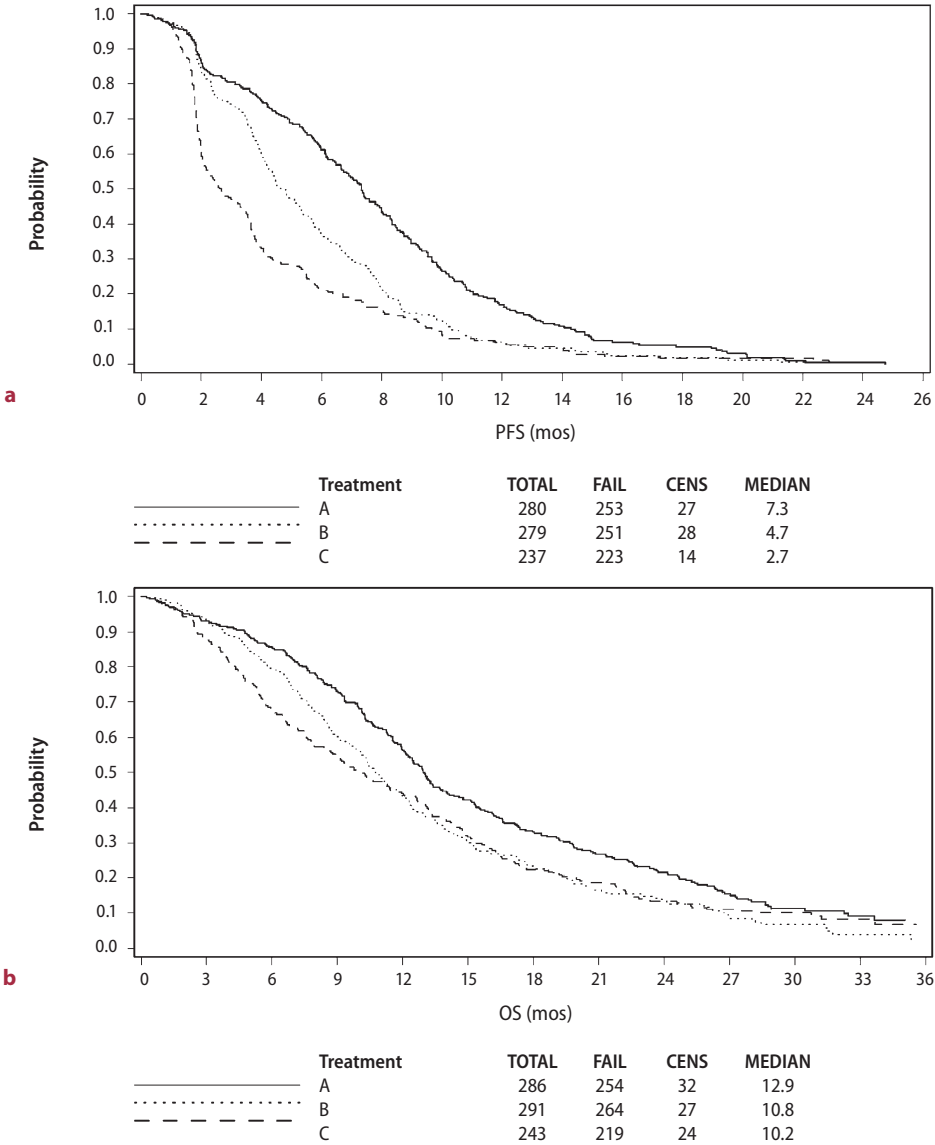 1.0
0.9
0.8
0.7
0.6
0.5
0.4
0.3
0.2
0.1
0.0
Probability
a
0 2 4 6 8 10 12 14 16 18 20 22 24 26
PFS (mos)
Treatment TOTAL FAIL CENS MEDIAN
A 280 253 27 7.3
B 279 251 28 4.7
C 237 223 14 2.7
1.0
0.9
0.8
0.7
0.6
0.5
0.4
0.3
0.2
0.1
0.0
Probability
b
0 3 6 9 12 15 18 21 24 27 30 33 36
OS (mos)
Treatment TOTAL FAIL CENS MEDIAN
A 286 254 32 12.9
B 291 264 27 10.8
C 243 219 24 10.2